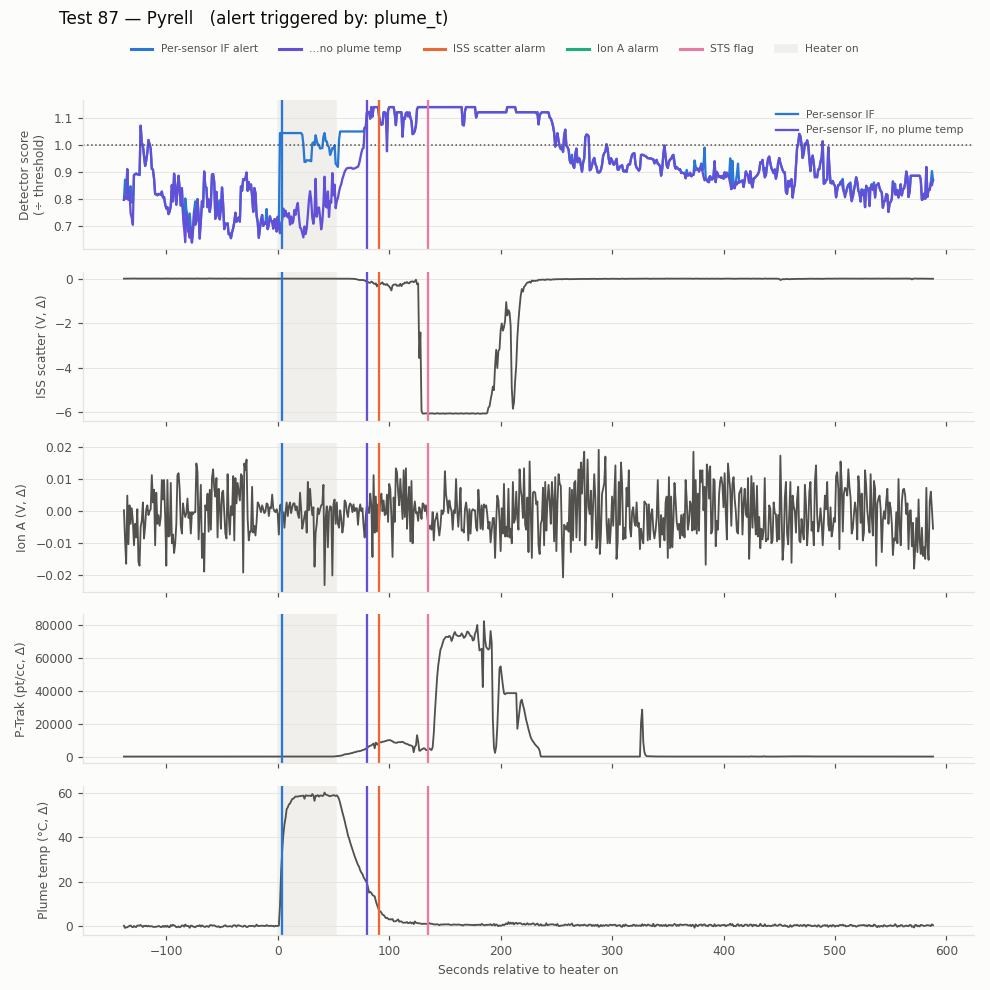 Test 87 — Pyrell   (alert triggered by: plume_t)
Per-sensor IF alert
...no plume temp
ISS scatter alarm
Ion A alarm
STS flag
Heater on
Detector score
(÷ threshold)
1.1
1.0
0.9
0.8
0.7
Per-sensor IF
Per-sensor IF, no plume temp
ISS scatter (V, Δ)
0
−2
−4
−6
Ion A (V, Δ)
0.02
0.01
0.00
−0.01
−0.02
P-Trak (pt/cc, Δ)
80000
60000
40000
20000
0
Plume temp (°C, Δ)
60
40
20
0
−100
0
100
200
300
400
500
600
Seconds relative to heater on